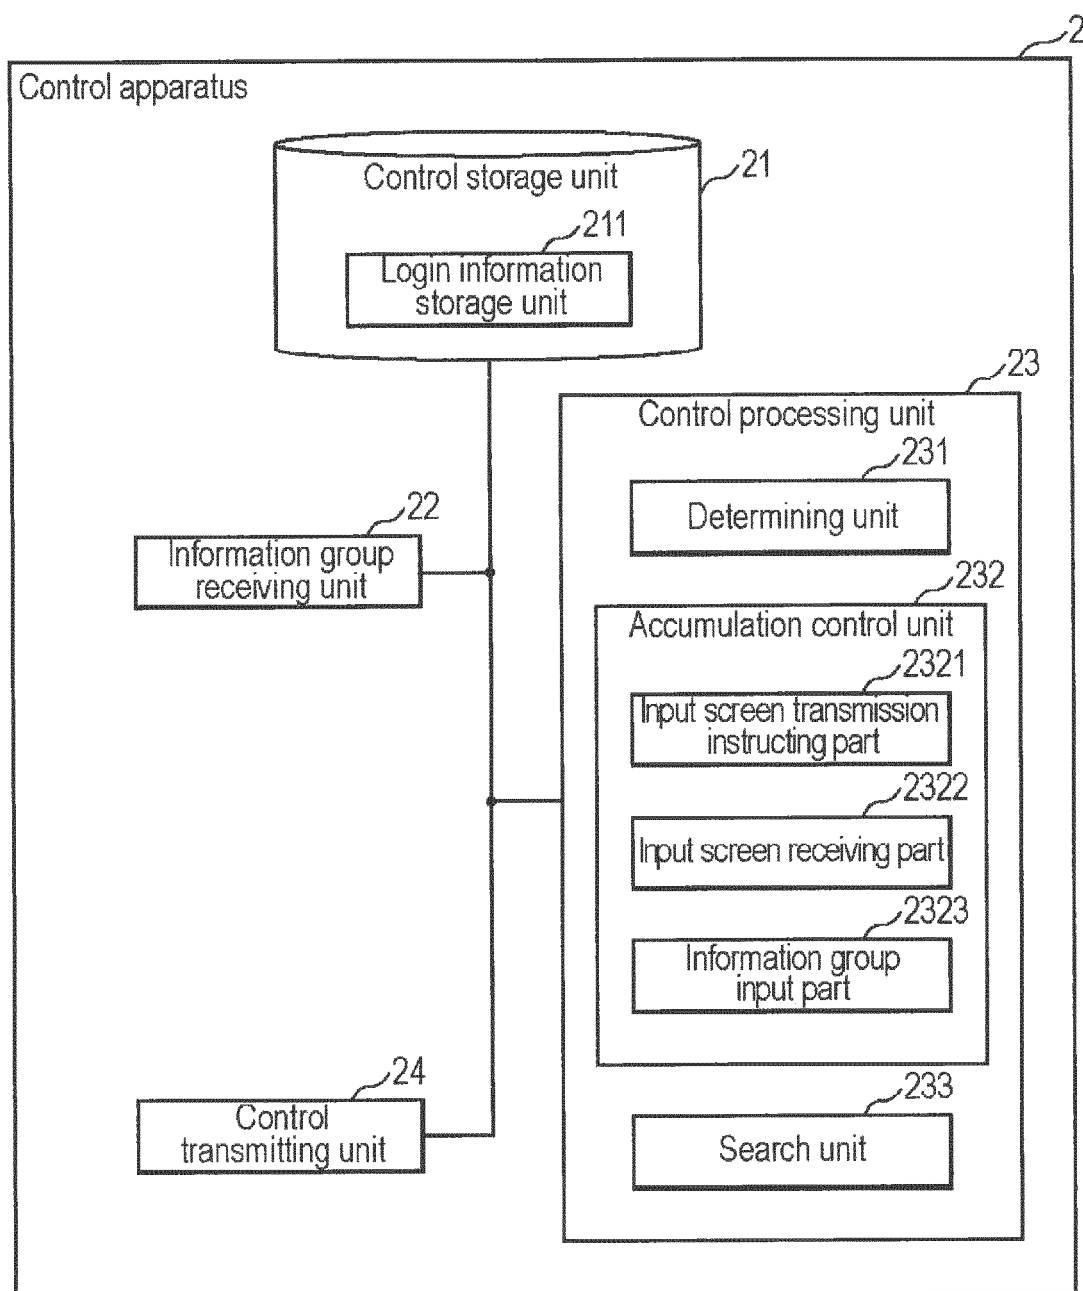 2
Control apparatus
Control storage unit
21
211
Login information
storage unit
23
Control processing unit
231
Determining unit
22
Information group
receiving unit
232
Accumulation control unit
2321
Input screen transmission
instructing part
2322
Input screen receiving part
2323
Information group
input part
24
Control
transmitting unit
233
Search unit